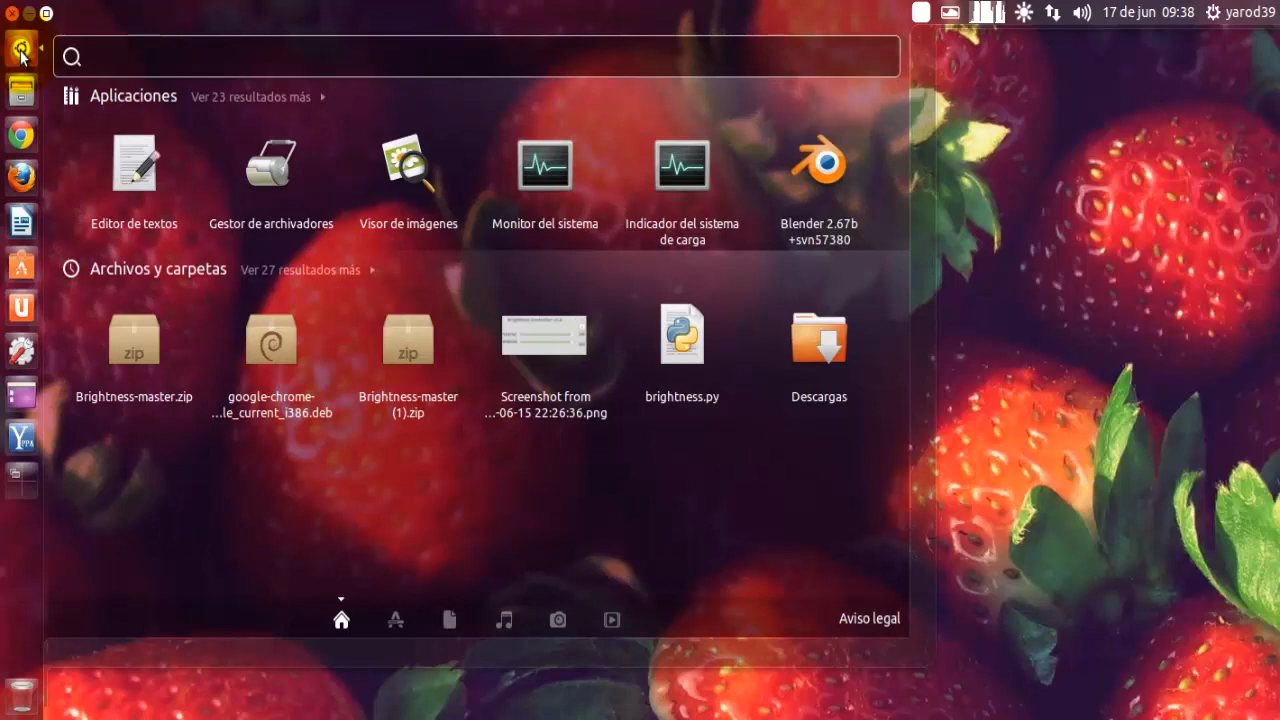 17 de jun 09:38 yarod39
Aplicaciones Ver 23 resultados más
Editor de textos
Gestor de archivadores
Visor de imágenes
Monitor del sistema
Indicador del sistema
de carga
Blender 2.67b
+svn57380
Archivos y carpetas Ver 27 resultados más
zip
zip
Brightness-master.zip
google-chrome-
...le_current_i386.deb
Brightness-master
(1).zip
Screenshot from
...-06-15 22:26:36.png
brightness.py
Descargas
Aviso legal